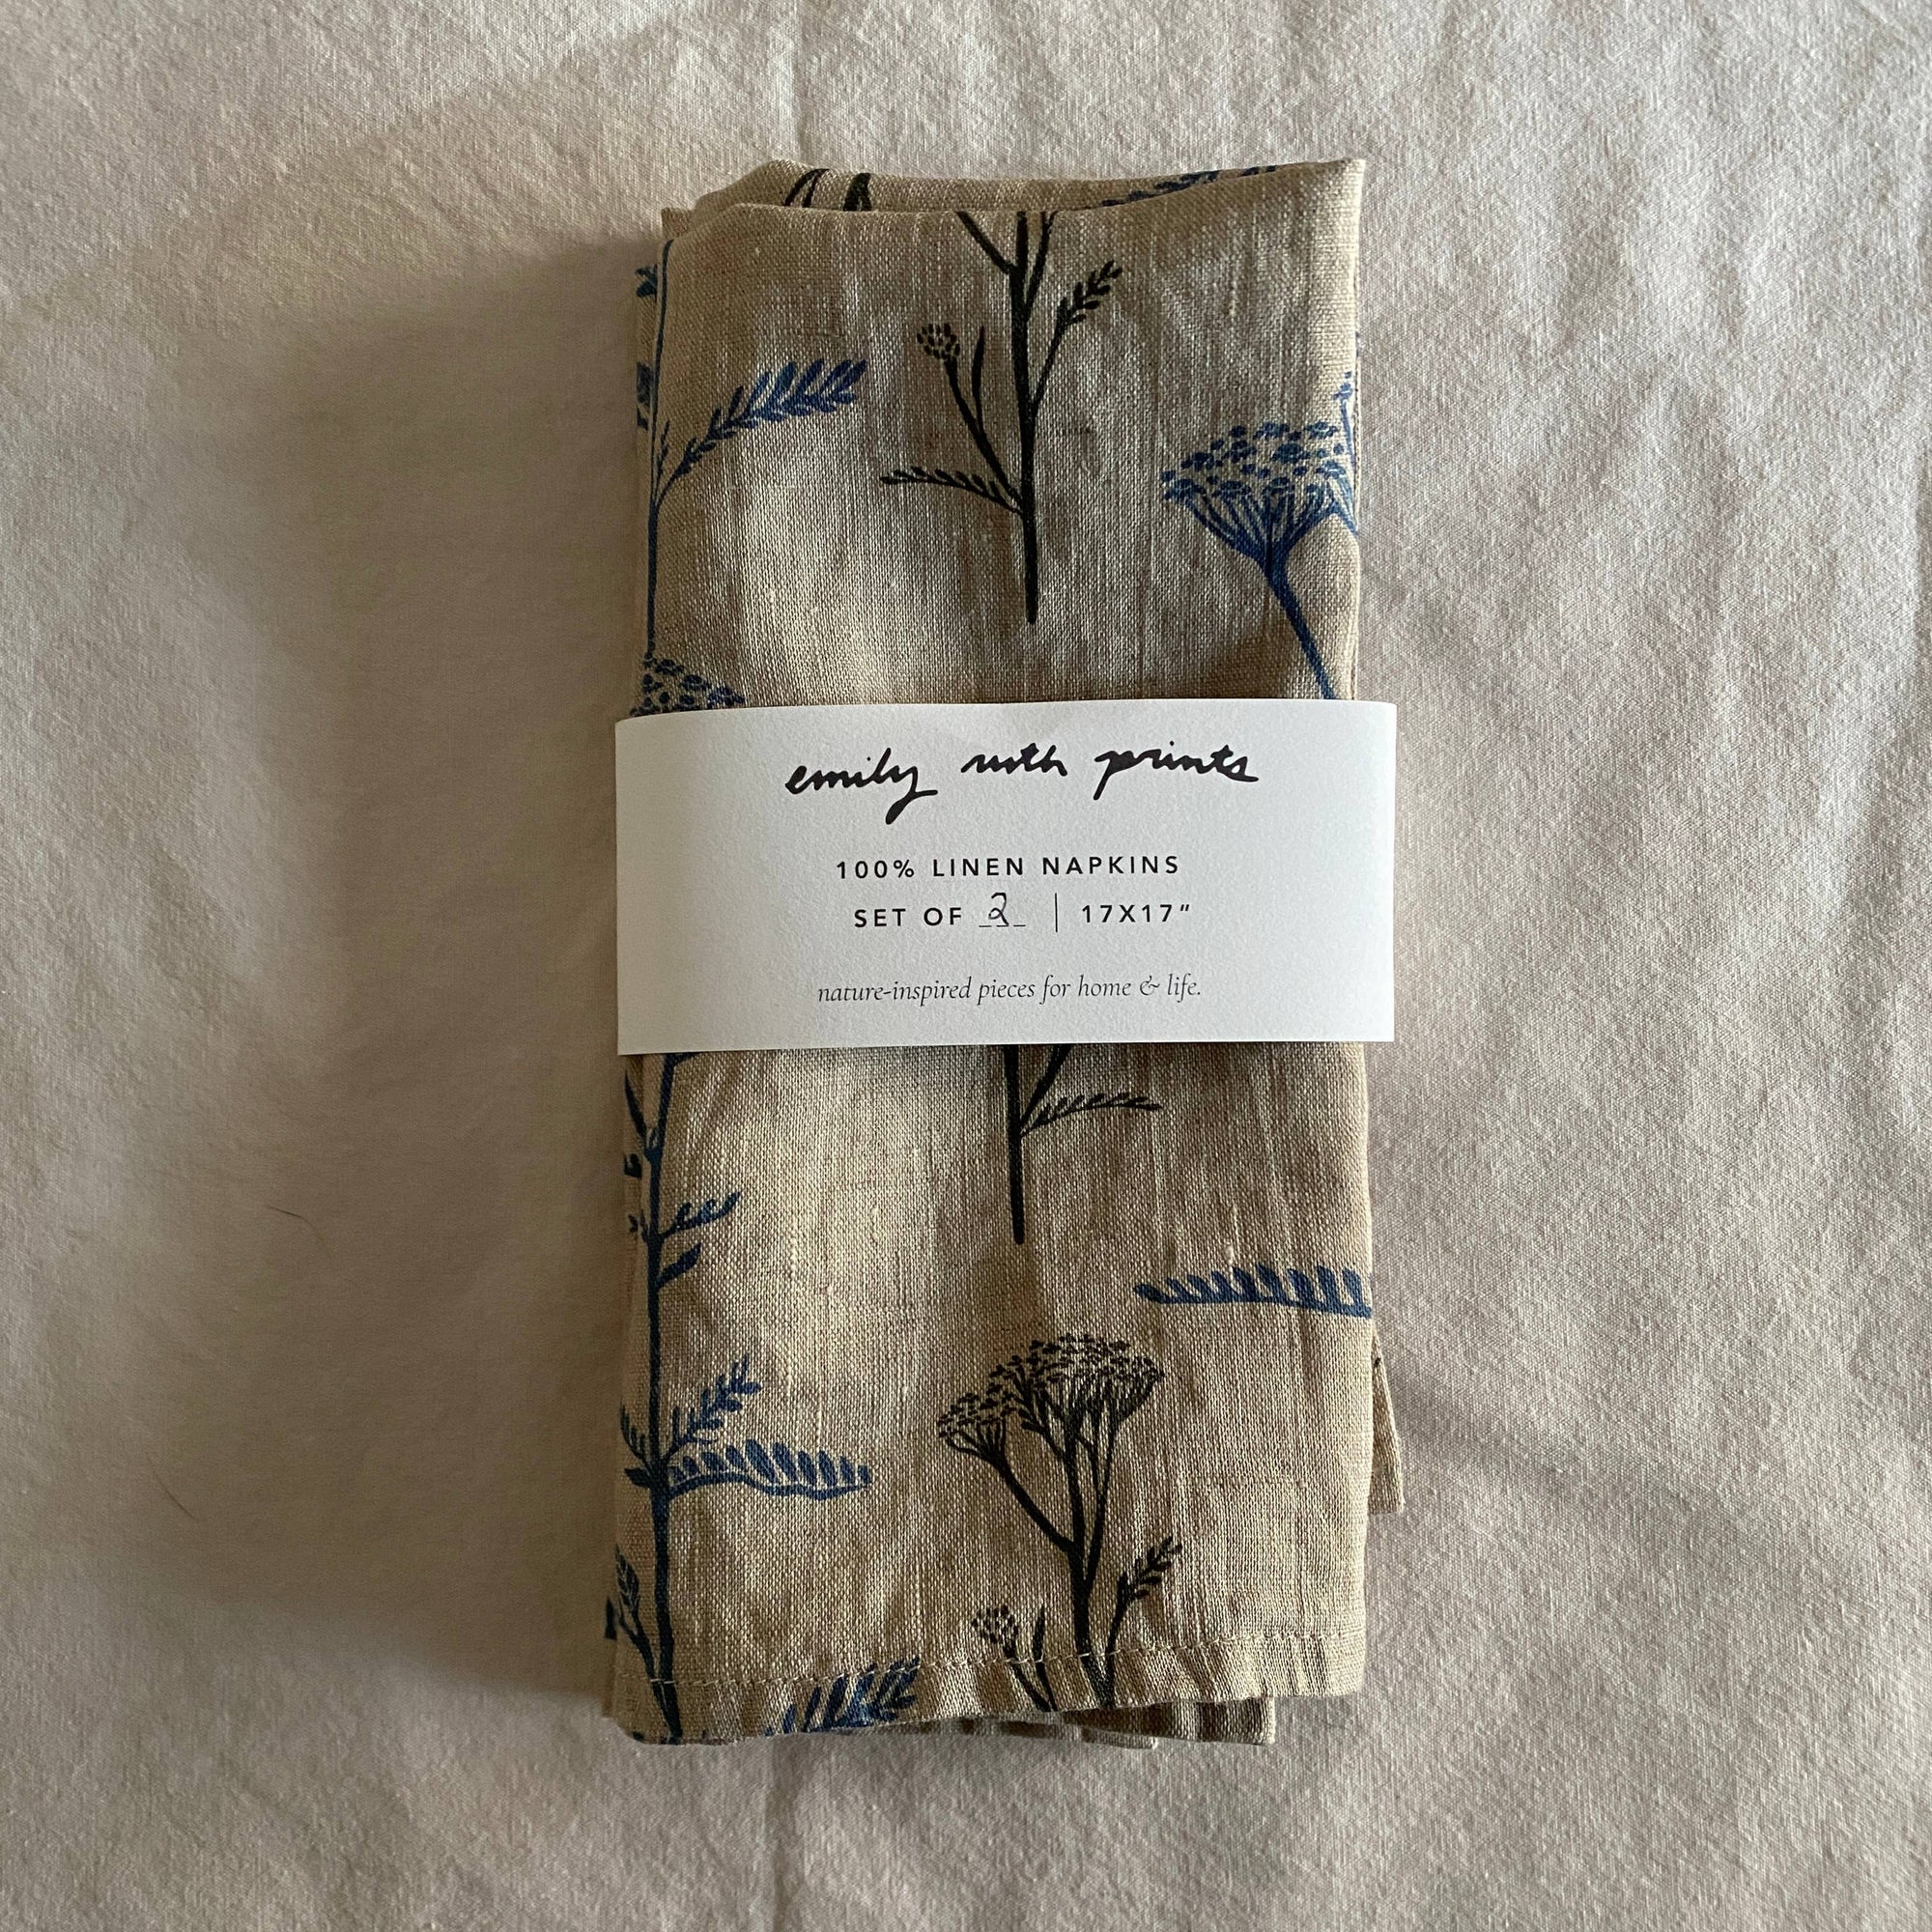 emily ruth prints
100% LINEN NAPKINS
SET OF 2 | 17X17"
nature-inspired pieces for home & life.